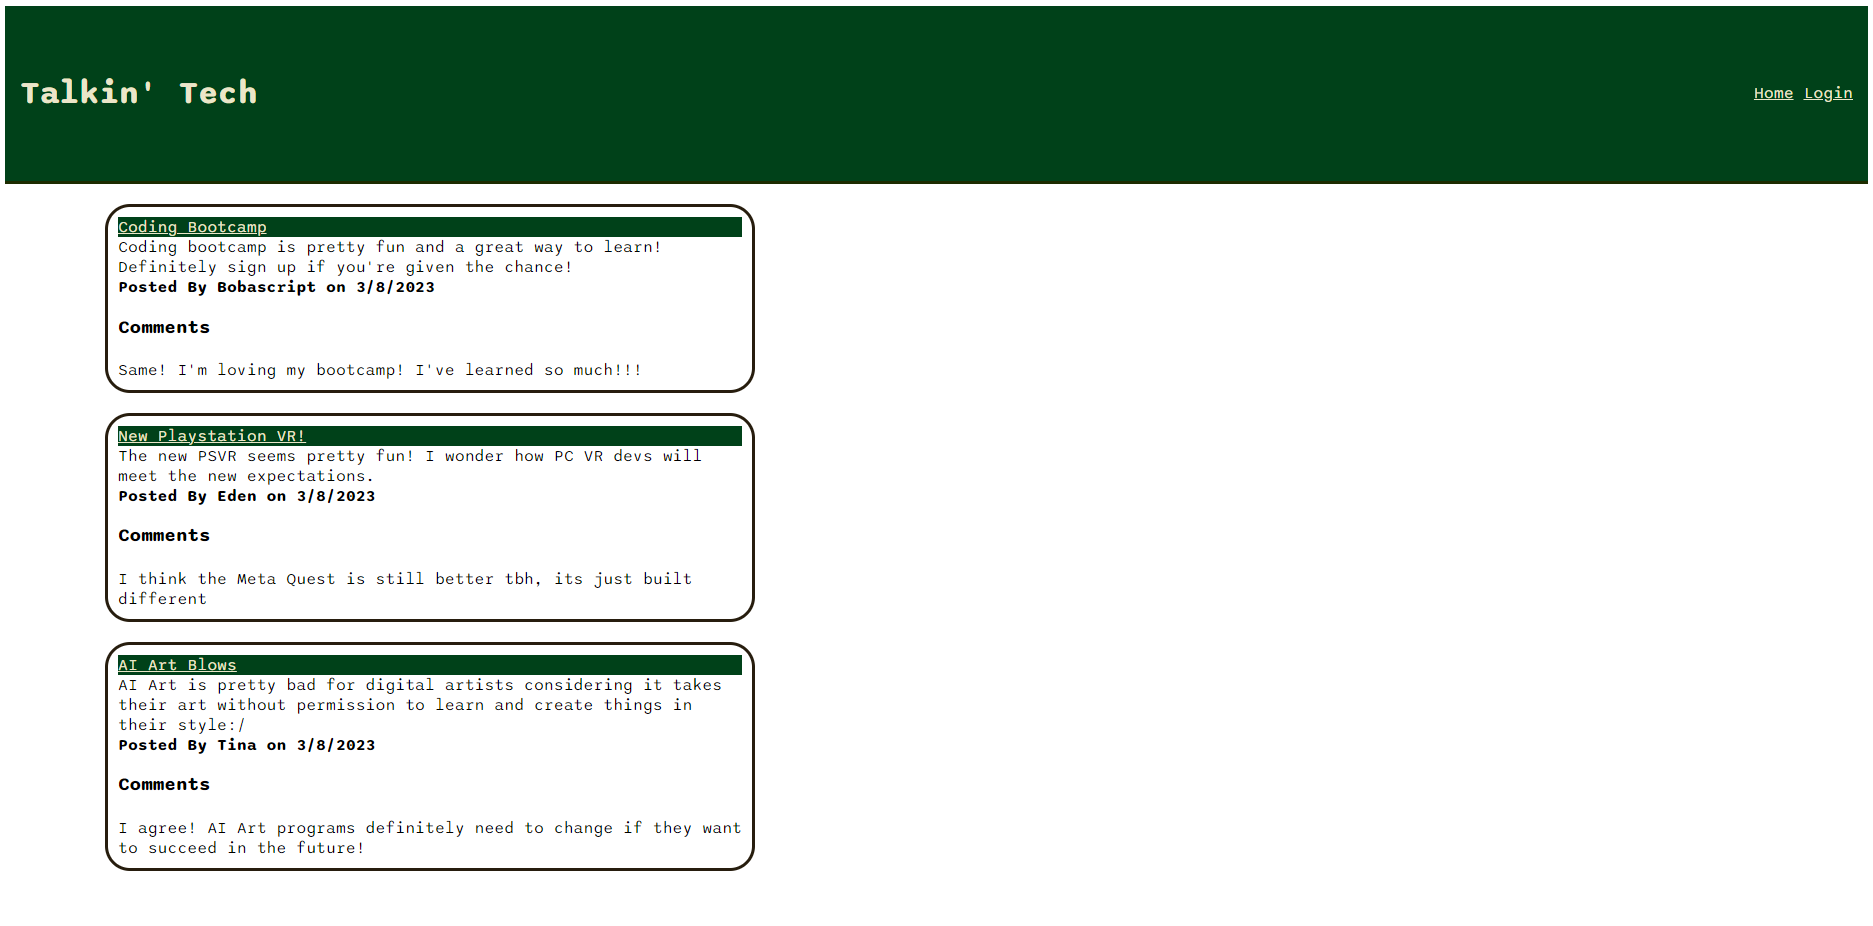 Talkin' Tech
Home Login
Coding Bootcamp
Coding bootcamp is pretty fun and a great way to learn!
Definitely sign up if you're given the chance!
Posted By Bobascript on 3/8/2023
Comments
Same! I'm loving my bootcamp! I've learned so much!!!
New Playstation VR!
The new PSVR seems pretty fun! I wonder how PC VR devs will
meet the new expectations.
Posted By Eden on 3/8/2023
Comments
I think the Meta Quest is still better tbh, its just built
different
AI Art Blows
AI Art is pretty bad for digital artists considering it takes
their art without permission to learn and create things in
their style:/
Posted By Tina on 3/8/2023
Comments
I agree! AI Art programs definitely need to change if they want
to succeed in the future!